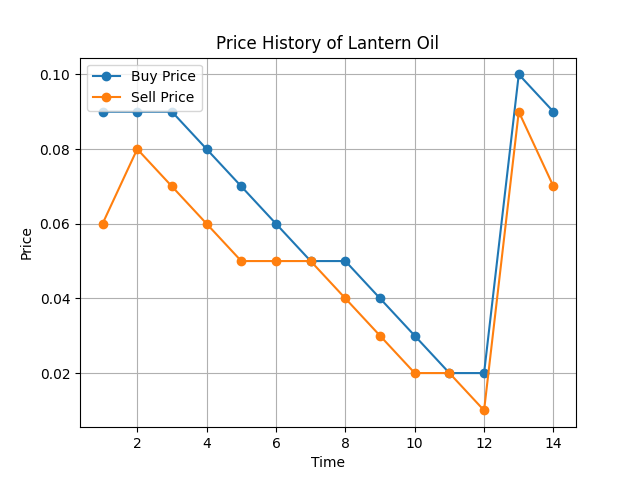 Price History of Lantern Oil
Buy Price
Sell Price
0.10
0.08
0.06
0.04
0.02
Price
2 4 6 8 10 12 14
Time